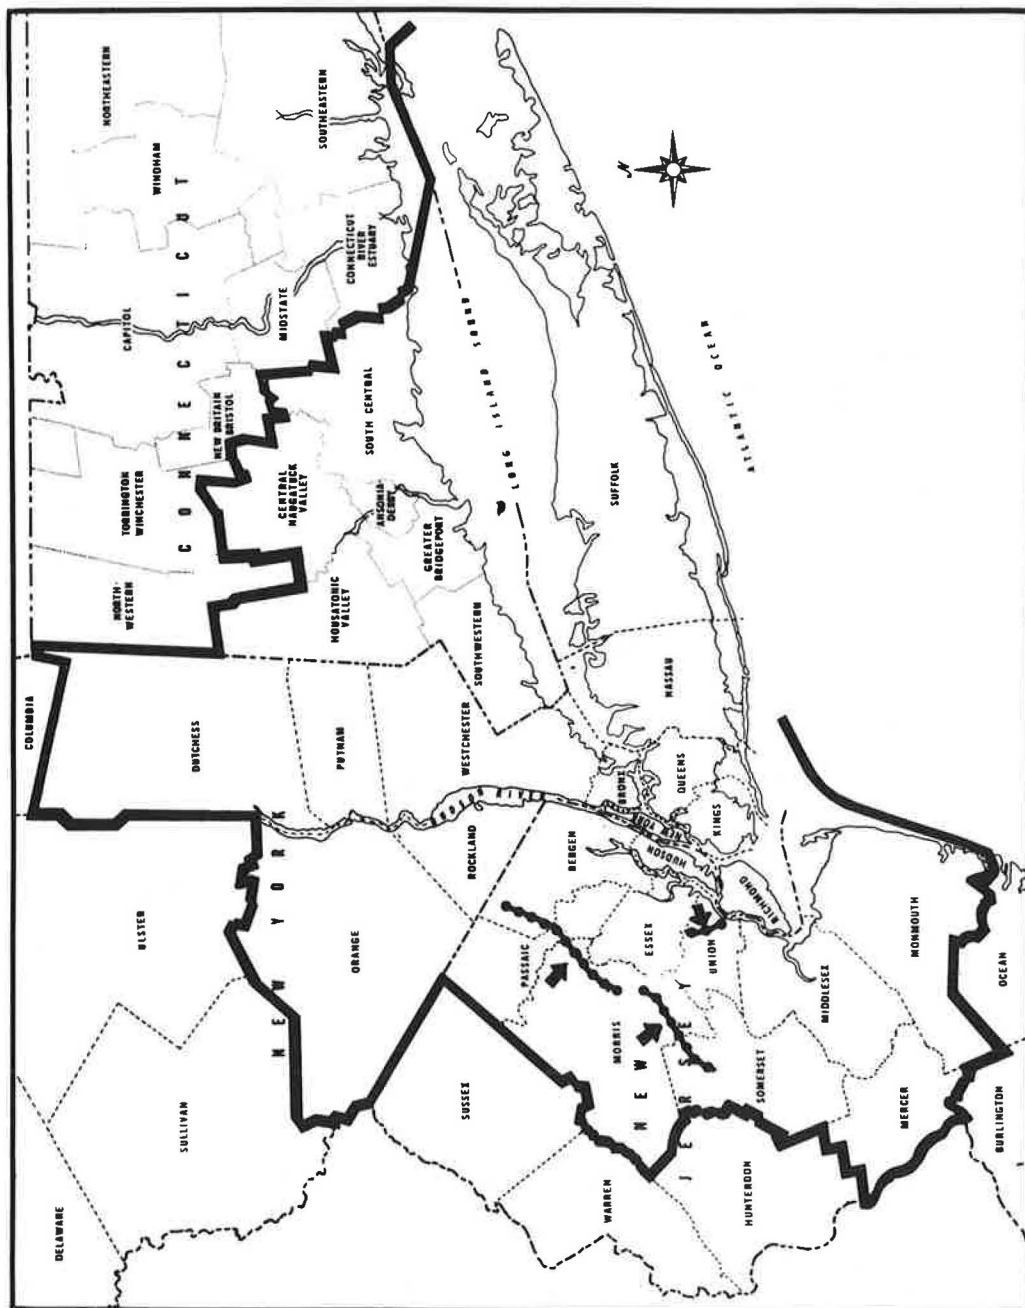 COLUMBIA
NORTHEASTERN
WINDHAM
CAPITOL
TORRINGTON
WINCHESTER
NORTH-
WESTERN
CONNECTICUT
NEW BRITAIN
BRISTOL
MIDSTATE
CONNECTICUT
RIVER
ESTUARY
SOUTHEASTERN
CENTRAL
NAUGATUCK
VALLEY
SOUTH CENTRAL
ANSONIA-
DERBY
HOUSATONIC
VALLEY
GREATER
BRIDGEPORT
SOUTHWESTERN
LONG ISLAND SOUND
DELAWARE
SULLIVAN
ULSTER
DUTCHESS
NEW YORK
PUTNAM
ORANGE
ROCKLAND
WESTCHESTER
HUDSON RIVER
SUSSEX
PASSAIC
BERGEN
BRONX
NEW YORK
HUDSON
QUEENS
KINGS
NASSAU
SUFFOLK
ATLANTIC OCEAN
N
WARREN
MORRIS
ESSEX
UNION
RICHMOND
NEW
JERSEY
HUNTERDON
SOMERSET
MIDDLESEX
MONMOUTH
MERCER
OCEAN
BURLINGTON